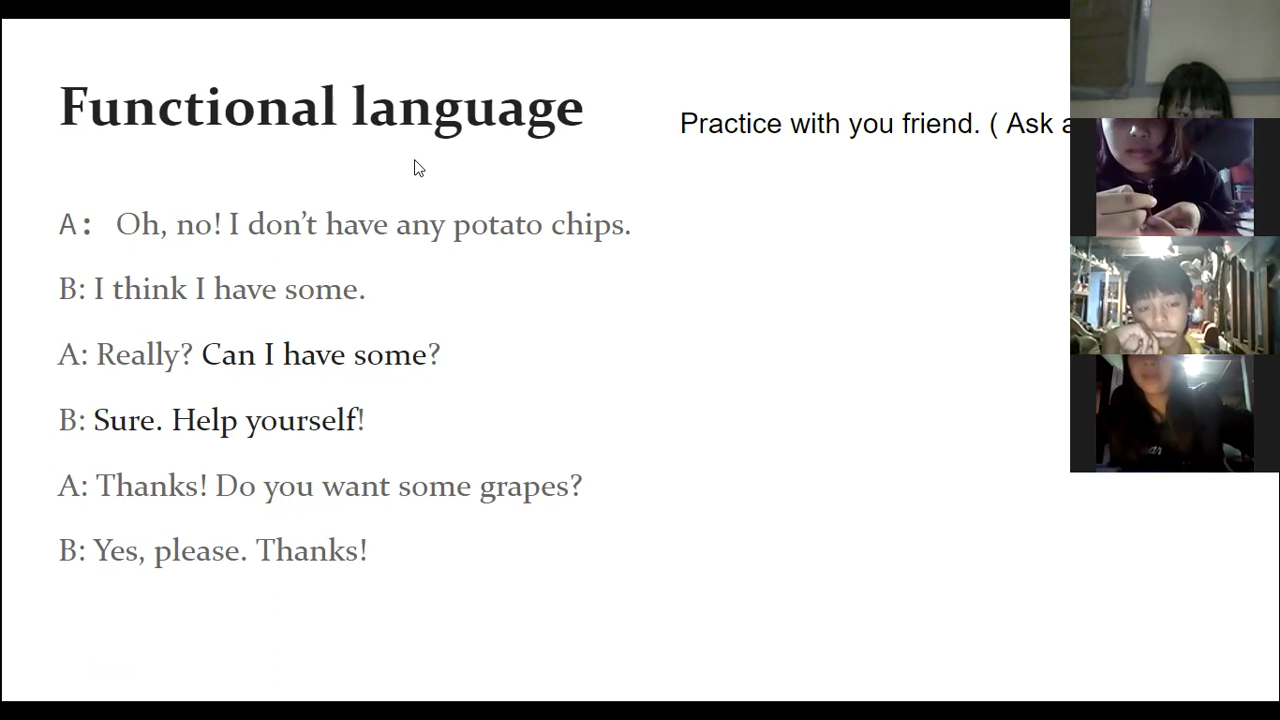 Functional language
Practice with you friend. ( Ask a
A: Oh, no! I don’t have any potato chips.
B: I think I have some.
A: Really? Can I have some?
B: Sure. Help yourself!
A: Thanks! Do you want some grapes?
B: Yes, please. Thanks!